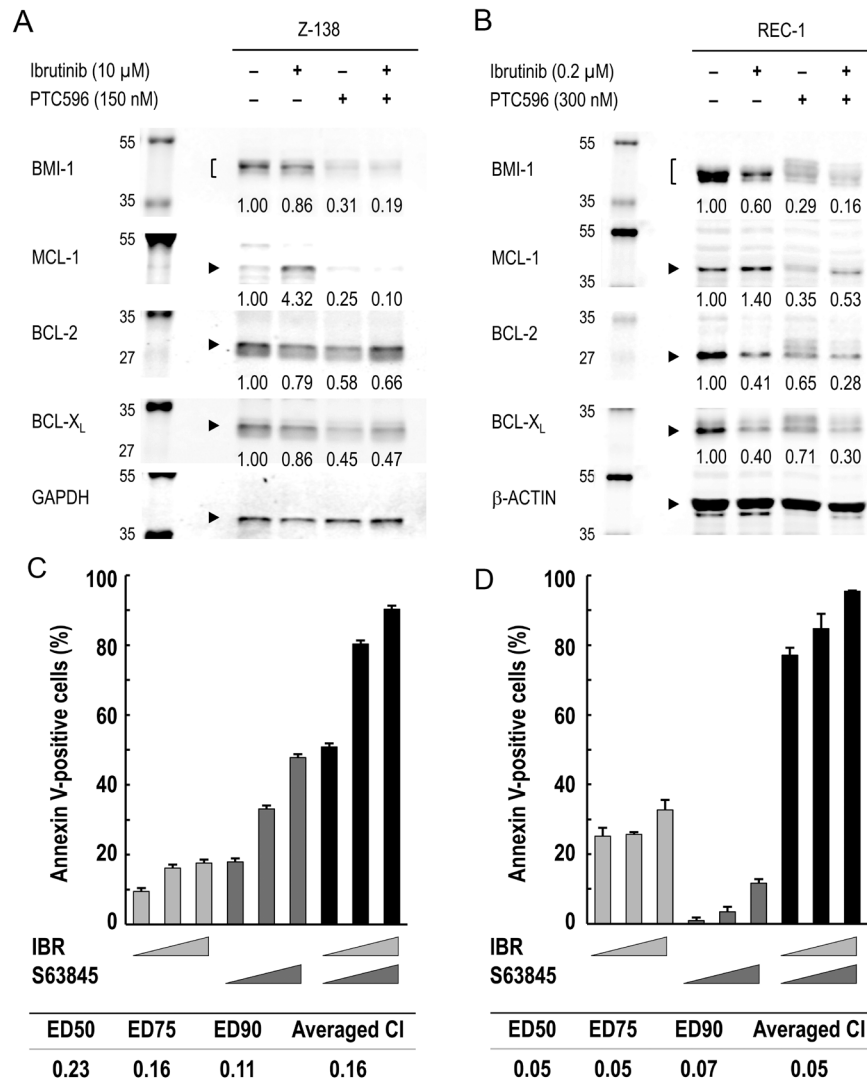 A
Z-138
Ibrutinib (10 µM) – + – +
PTC596 (150 nM) – – + +
55
BMI-1
35
1.00 0.86 0.31 0.19
55
MCL-1
35
1.00 4.32 0.25 0.10
35
BCL-2
27
1.00 0.79 0.58 0.66
35
BCL-XL
27
1.00 0.86 0.45 0.47
55
GAPDH
35
B
REC-1
Ibrutinib (0.2 µM) – + – +
PTC596 (300 nM) – – + +
55
BMI-1
35
1.00 0.60 0.29 0.16
55
MCL-1
35
1.00 1.40 0.35 0.53
35
BCL-2
27
1.00 0.41 0.65 0.28
35
BCL-XL
1.00 0.40 0.71 0.30
55
β-ACTIN
35
C
Annexin V-positive cells (%)
100
80
60
40
20
0
IBR
S63845
ED50 ED75 ED90 Averaged CI
0.23 0.16 0.11 0.16
D
Annexin V-positive cells (%)
100
80
60
40
20
0
IBR
S63845
ED50 ED75 ED90 Averaged CI
0.05 0.05 0.07 0.05